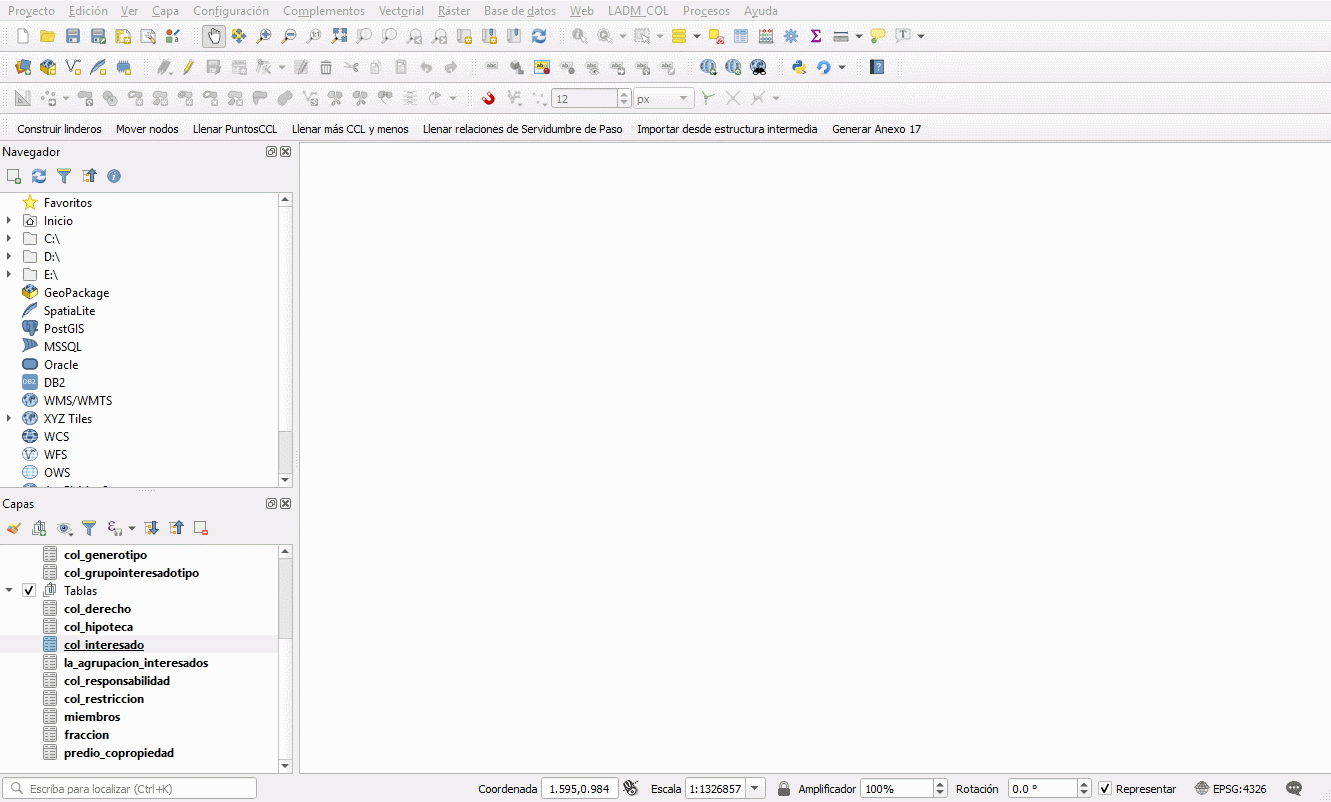 Proyecto Edición Ver Capa Configuración Complementos Vectorial Ráster Base de datos Web LADM_COL Procesos Ayuda
12 px
Construir linderos Mover nodos Llenar PuntosCCL Llenar más CCL y menos Llenar relaciones de Servidumbre de Paso Importar desde estructura intermedia Generar Anexo 17
Navegador
Favoritos
Inicio
C:\
D:\
E:\
GeoPackage
SpatiaLite
PostGIS
MSSQL
Oracle
DB2 DB2
WMS/WMTS
XYZ Tiles
WCS
WFS
OWS
Capas
col_generotipo
col_grupointeresadotipo
Tablas
col_derecho
col_hipoteca
col_interesado
la_agrupacion_interesados
col_responsabilidad
col_restriccion
miembros
fraccion
predio_copropiedad
Escriba para localizar (Ctrl+K) Coordenada 1.595,0.984 Escala 1:1326857 Amplificador 100% Rotación 0.0 ° Representar EPSG:4326